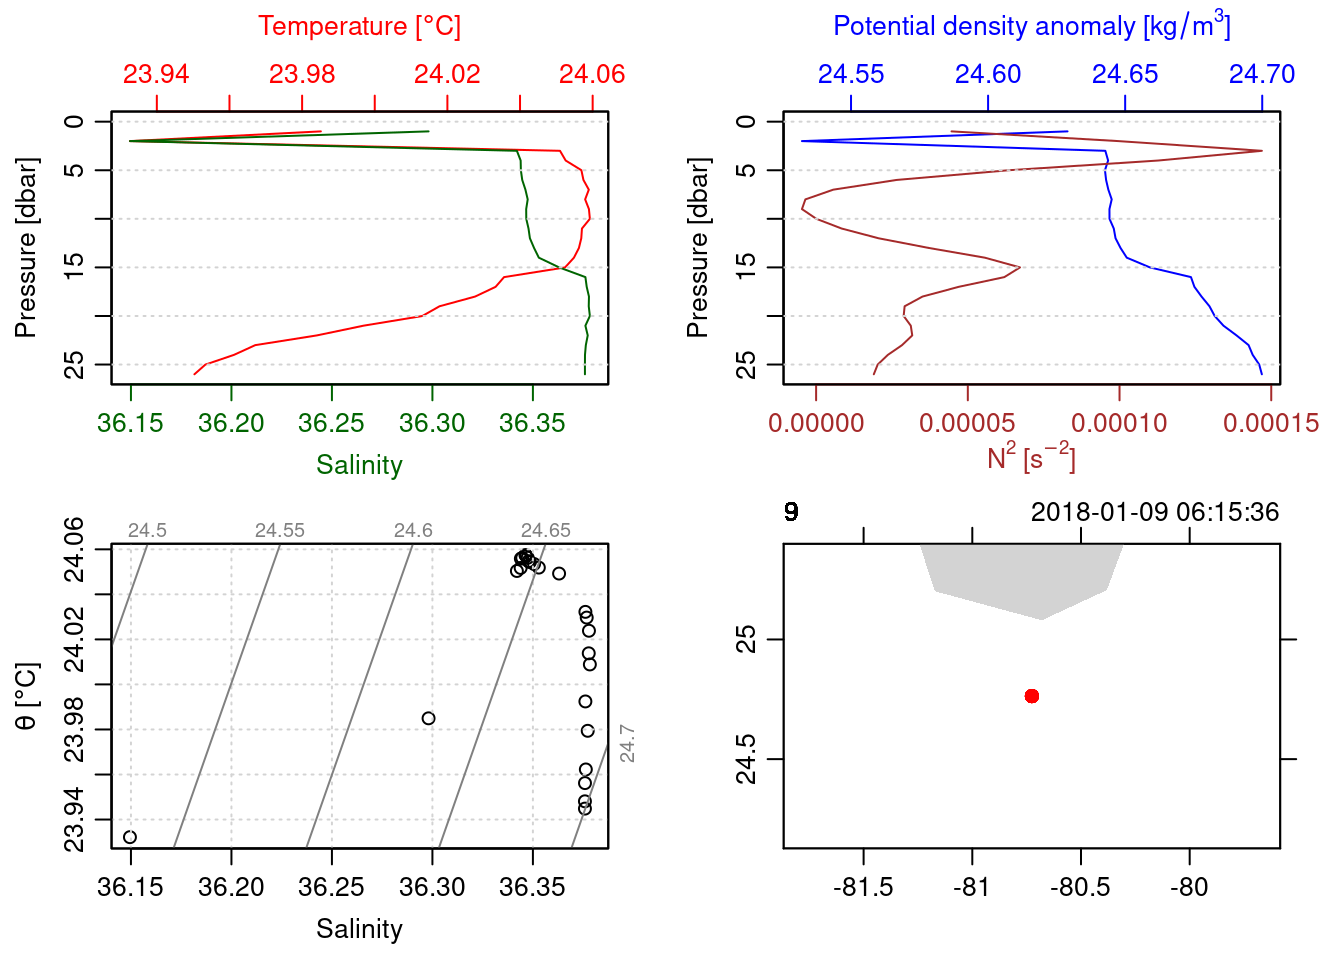 Temperature [°C]
23.94 23.98 24.02 24.06
0
5
15
25
Pressure [dbar]
36.15 36.20 36.25 36.30 36.35
Salinity
Potential density anomaly [kg/m³]
24.55 24.60 24.65 24.70
0
5
15
25
Pressure [dbar]
0.00000 0.00005 0.00010 0.00015
N² [s⁻²]
24.5 24.55 24.6 24.65
24.7
24.06
24.02
23.98
23.94
θ [°C]
36.15 36.20 36.25 36.30 36.35
Salinity
2018-01-09 06:15:36
25
24.5
-81.5 -81 -80.5 -80